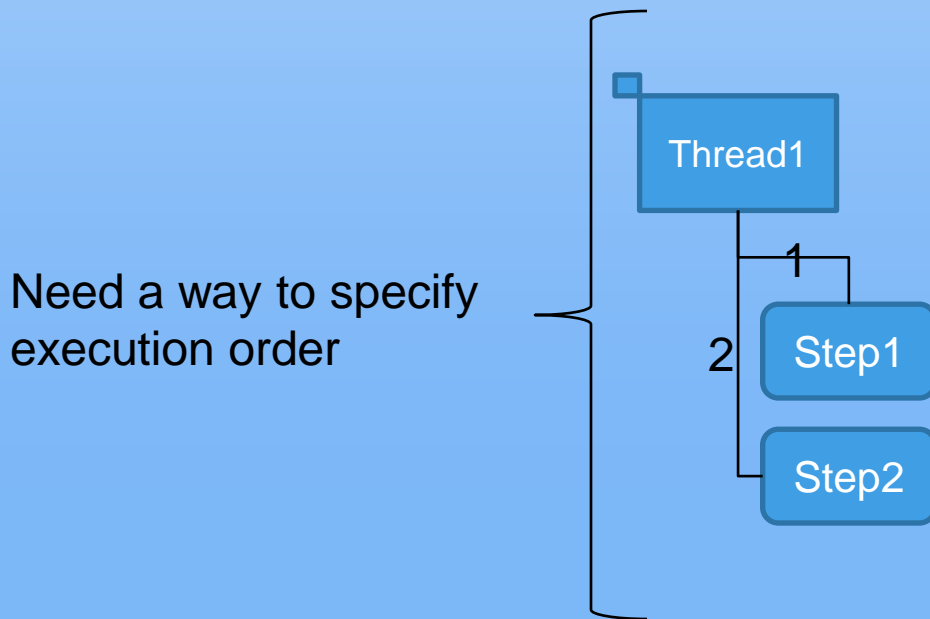 Thread1
1
Need a way to specify
execution order
2
Step1
Step2